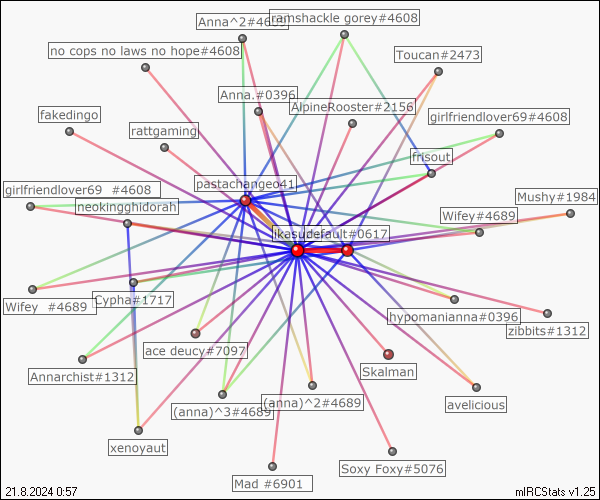 Anna^2#4689
ramshackle gorey#4608
no cops no laws no hope#4608
Toucan#2473
Anna.#0396
AlpineRooster#2156
fakedingo
girlfriendlover69#4608
rattgaming
frisout
pastachangeo41
girlfriendlover69 #4608
Mushy#1984
neokingghidorah
Wifey#4689
ikasu
default#0617
Wifey #4689
Cypha#1717
hypomanianna#0396
zibbits#1312
ace deucy#7097
Skalman
Annarchist#1312
(anna)^3#4689
(anna)^2#4689
avelicious
xenoyaut
Soxy Foxy#5076
Mad #6901
21.8.2024 0:57
mIRCStats v1.25